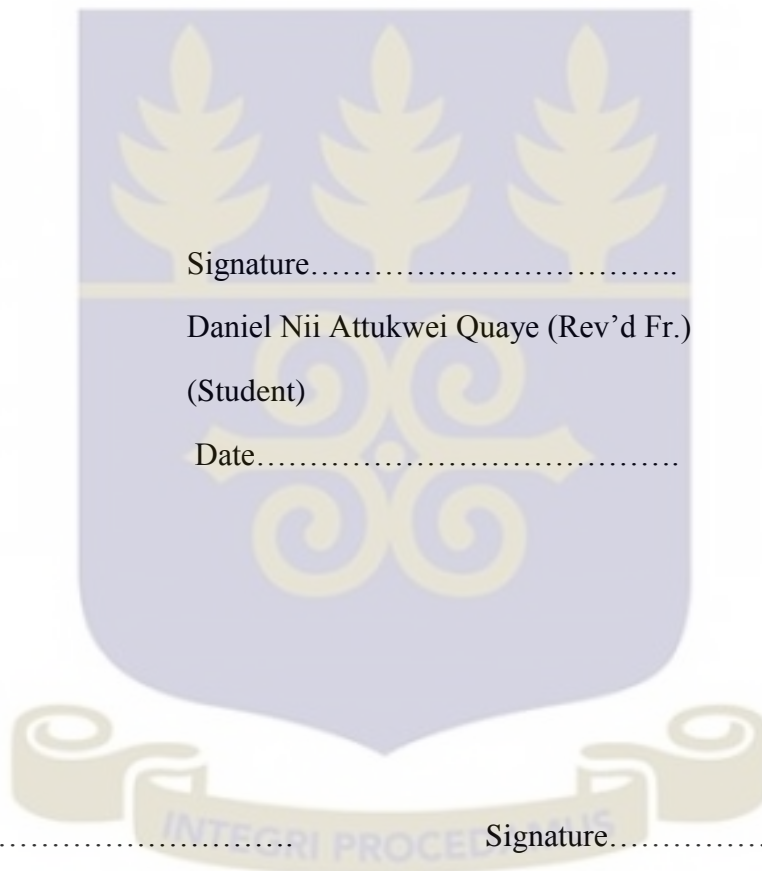 Signature……………………………..
Daniel Nii Attukwei Quaye (Rev’d Fr.)
(Student)
Date…………………………………….
……………………….. Signature……………
INTEGRI PROCEDAMUS